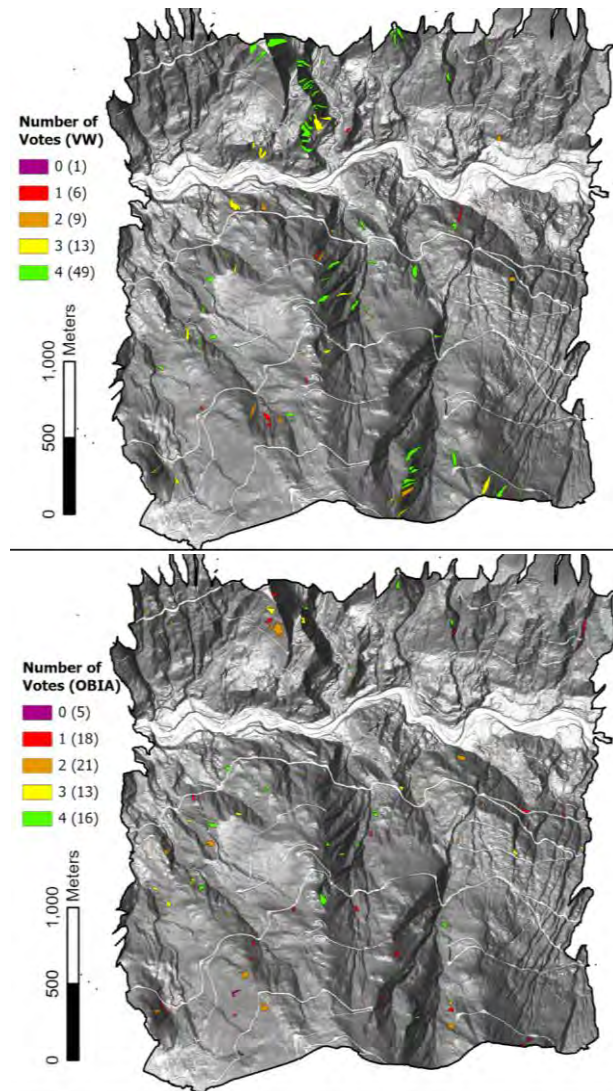 Number of
Votes (VW)
0 (1)
1 (6)
2 (9)
3 (13)
4 (49)
1,000
Meters
500
0
Number of
Votes (OBIA)
0 (5)
1 (18)
2 (21)
3 (13)
4 (16)
1,000
Meters
500
0